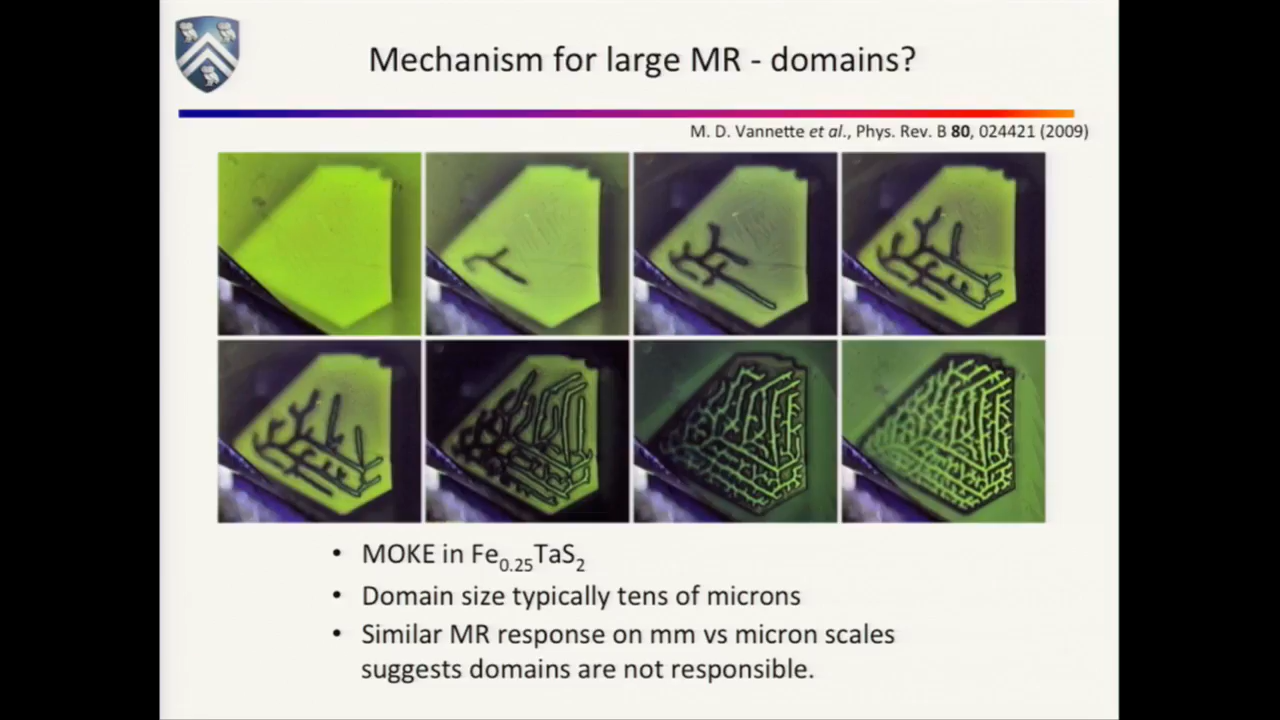 Mechanism for large MR - domains?
M. D. Vannette et al., Phys. Rev. B 80, 024421 (2009)
• MOKE in Fe0.25TaS2
• Domain size typically tens of microns
• Similar MR response on mm vs micron scales
suggests domains are not responsible.